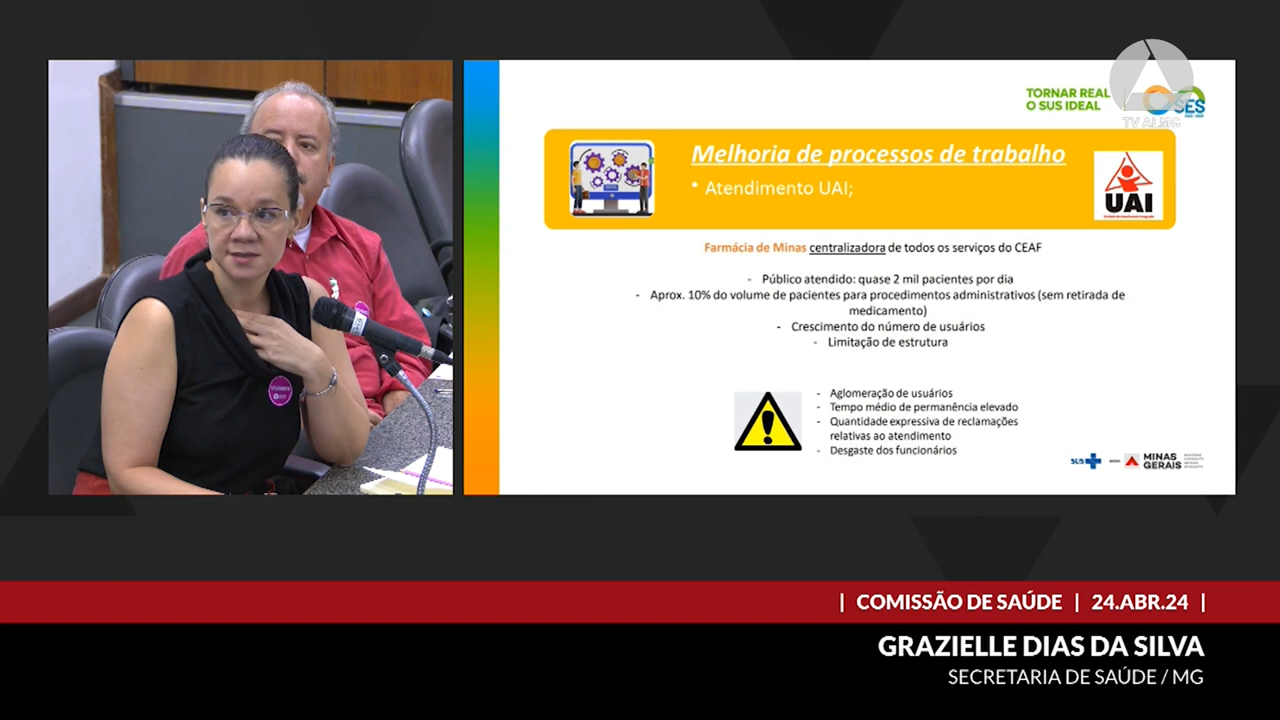 TORNAR REAL
O SUS IDEAL
SES
TV ALMG
Melhoria de processos de trabalho
• Atendimento UAI;
UAI
Farmácia de Minas centralizadora de todos os serviços do CEAF
- Público atendido: quase 2 mil pacientes por dia
- Aprox. 10% do volume de pacientes para procedimentos administrativos (sem retirada de
medicamento)
- Crescimento do número de usuários
- Limitação de estrutura
- Aglomeração de usuários
- Tempo médio de permanência elevado
- Quantidade expressiva de reclamações
relativas ao atendimento
- Desgaste dos funcionários
SUS
MINAS
GERAIS
| COMISSÃO DE SAÚDE | 24.ABR.24 |
GRAZIELLE DIAS DA SILVA
SECRETARIA DE SAÚDE / MG